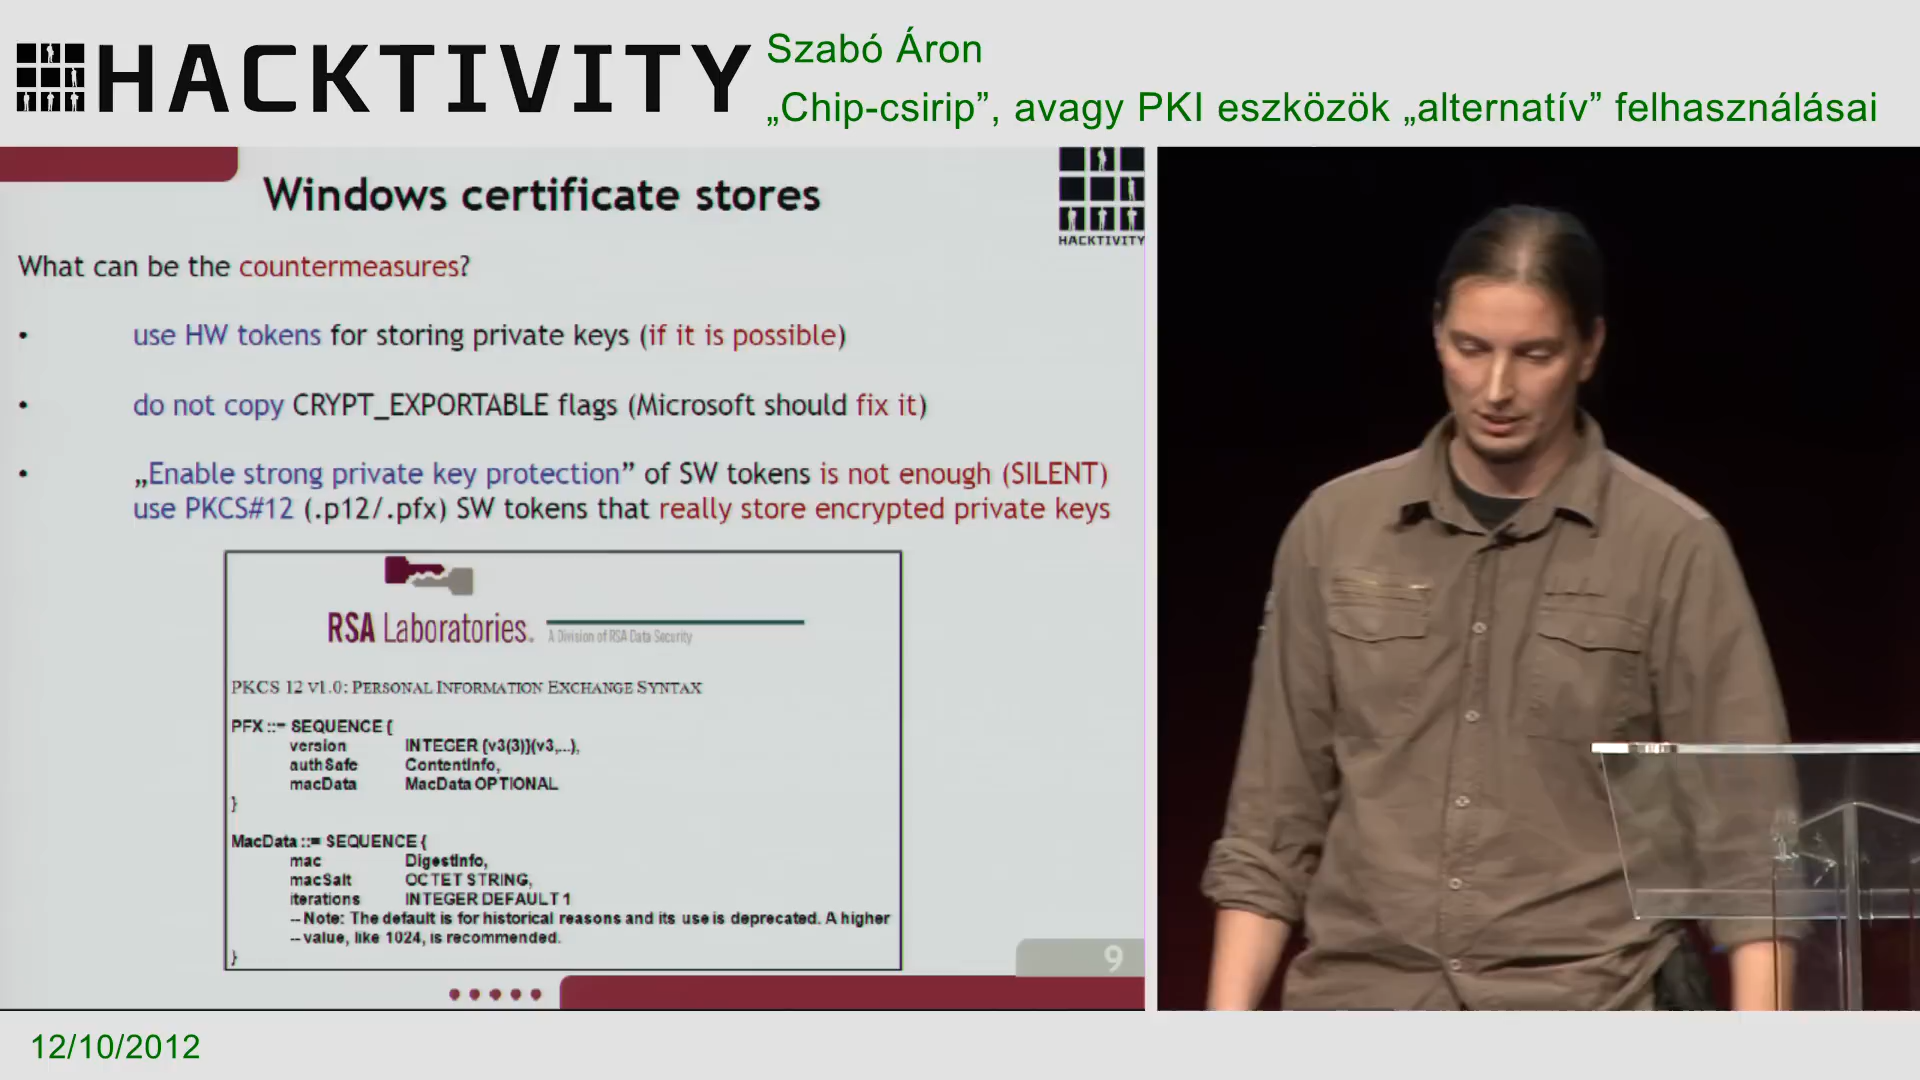 HACKTIVITY
Szabó Áron
„Chip-csirip”, avagy PKI eszközök „alternatív” felhasználásai
Windows certificate stores
HACKTIVITY
What can be the countermeasures?
• use HW tokens for storing private keys (if it is possible)
• do not copy CRYPT_EXPORTABLE flags (Microsoft should fix it)
• „Enable strong private key protection” of SW tokens is not enough (SILENT)
use PKCS#12 (.p12/.pfx) SW tokens that really store encrypted private keys
RSA Laboratories. A Division of RSA Data Security
PKCS 12 v1.0: PERSONAL INFORMATION EXCHANGE SYNTAX
PFX ::= SEQUENCE {
version INTEGER {v3(3)}(v3,...),
authSafe ContentInfo,
macData MacData OPTIONAL
}
MacData ::= SEQUENCE {
mac DigestInfo,
macSalt OCTET STRING,
iterations INTEGER DEFAULT 1
-- Note: The default is for historical reasons and its use is deprecated. A higher
-- value, like 1024, is recommended.
}
9
12/10/2012